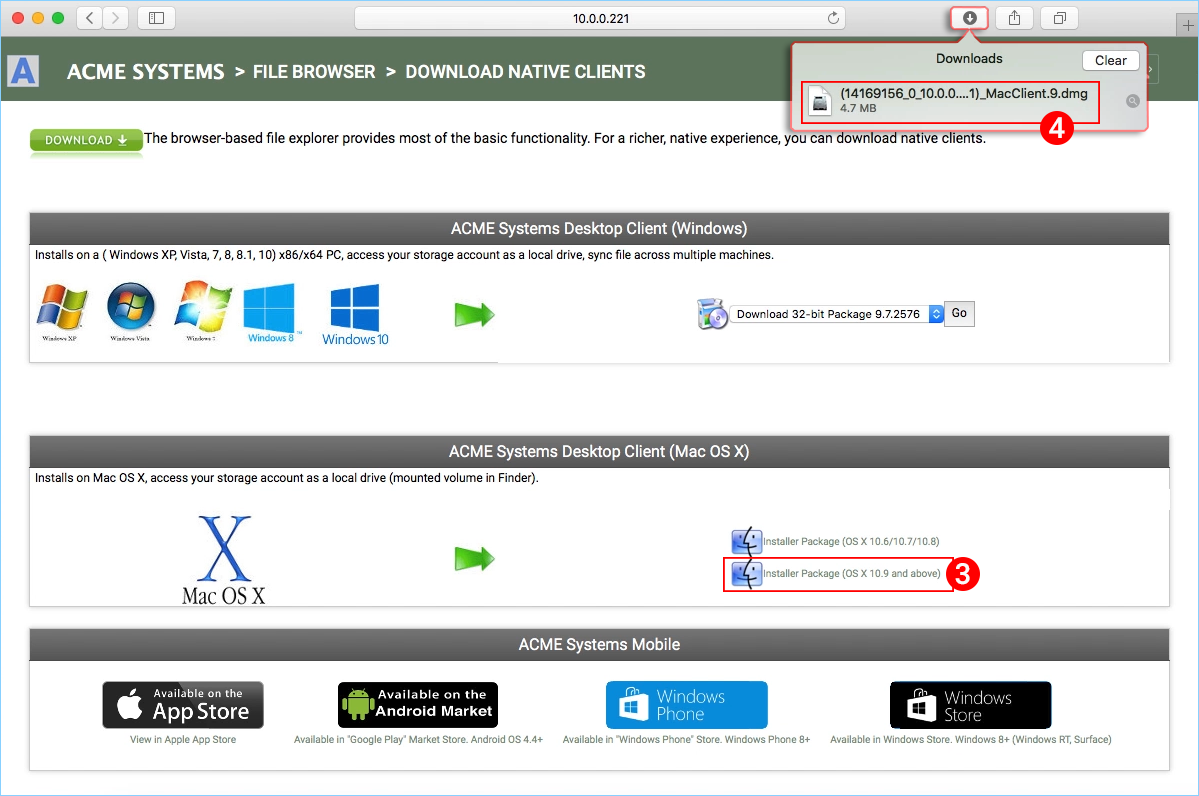 10.0.0.221
Downloads
Clear
(14169156_0_10.0.0....1)_MacClient.9.dmg
4.7 MB
4
A
ACME SYSTEMS > FILE BROWSER > DOWNLOAD NATIVE CLIENTS
DOWNLOAD
The browser-based file explorer provides most of the basic functionality. For a richer, native experience, you can download native clients.
ACME Systems Desktop Client (Windows)
Installs on a ( Windows XP, Vista, 7, 8, 8.1, 10) x86/x64 PC, access your storage account as a local drive, sync file across multiple machines.
Windows XP
Windows Vista
Windows 7
Windows 8
Windows 10
Download 32-bit Package 9.7.2576
Go
ACME Systems Desktop Client (Mac OS X)
Installs on Mac OS X, access your storage account as a local drive (mounted volume in Finder).
X
Mac OS X
Installer Package (OS X 10.6/10.7/10.8)
Installer Package (OS X 10.9 and above)
3
ACME Systems Mobile
Available on the
App Store
View in Apple App Store
Available on the
Android Market
Available in "Google Play" Market Store. Android OS 4.4+
Windows
Phone
Available in "Windows Phone" Store. Windows Phone 8+
Windows
Store
Available in Windows Store. Windows 8+ (Windows RT, Surface)